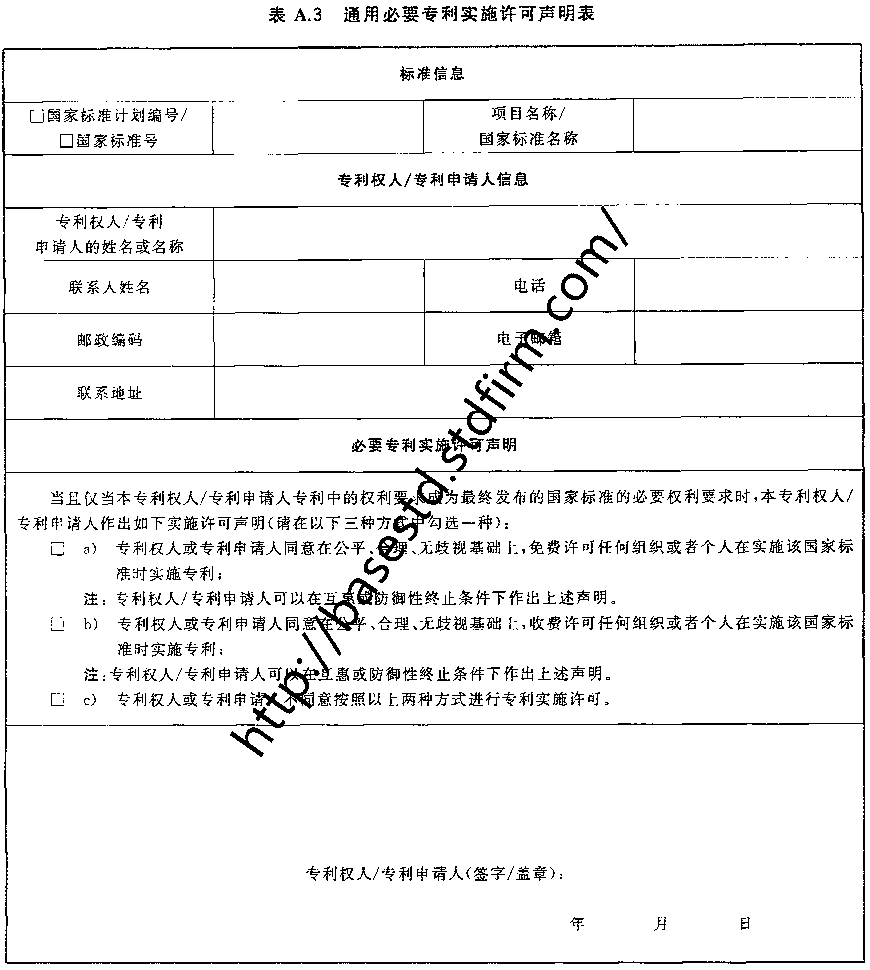 表 A.3 通用必要专利实施许可声明表
标准信息
□国家标准计划编号/
□国家标准号
项目名称/
国家标准名称
专利权人/专利申请人信息
专利权人/专利
申请人的姓名或名称
联系人姓名
电话
邮政编码
电子邮箱
联系地址
必要专利实施许可声明
当且仅当本专利权人/专利申请人专利中的权利要求成为最终发布的国家标准的必要权利要求时,本专利权人/
专利申请人作出如下实施许可声明(请在以下三种方式中勾选一种):
□ a) 专利权人或专利申请人同意在公平、合理、无歧视基础上,免费许可任何组织或者个人在实施该国家标
准时实施专利;
注:专利权人/专利申请人可以在互惠或防御性终止条件下作出上述声明。
□ b) 专利权人或专利申请人同意在公平、合理、无歧视基础上,收费许可任何组织或者个人在实施该国家标
准时实施专利;
注:专利权人/专利申请人可以在互惠或防御性终止条件下作出上述声明。
□ c) 专利权人或专利申请人不同意按照以上两种方式进行专利实施许可。
专利权人/专利申请人(签字/盖章):
年 月 日
http://basestd.stdfirm.com/